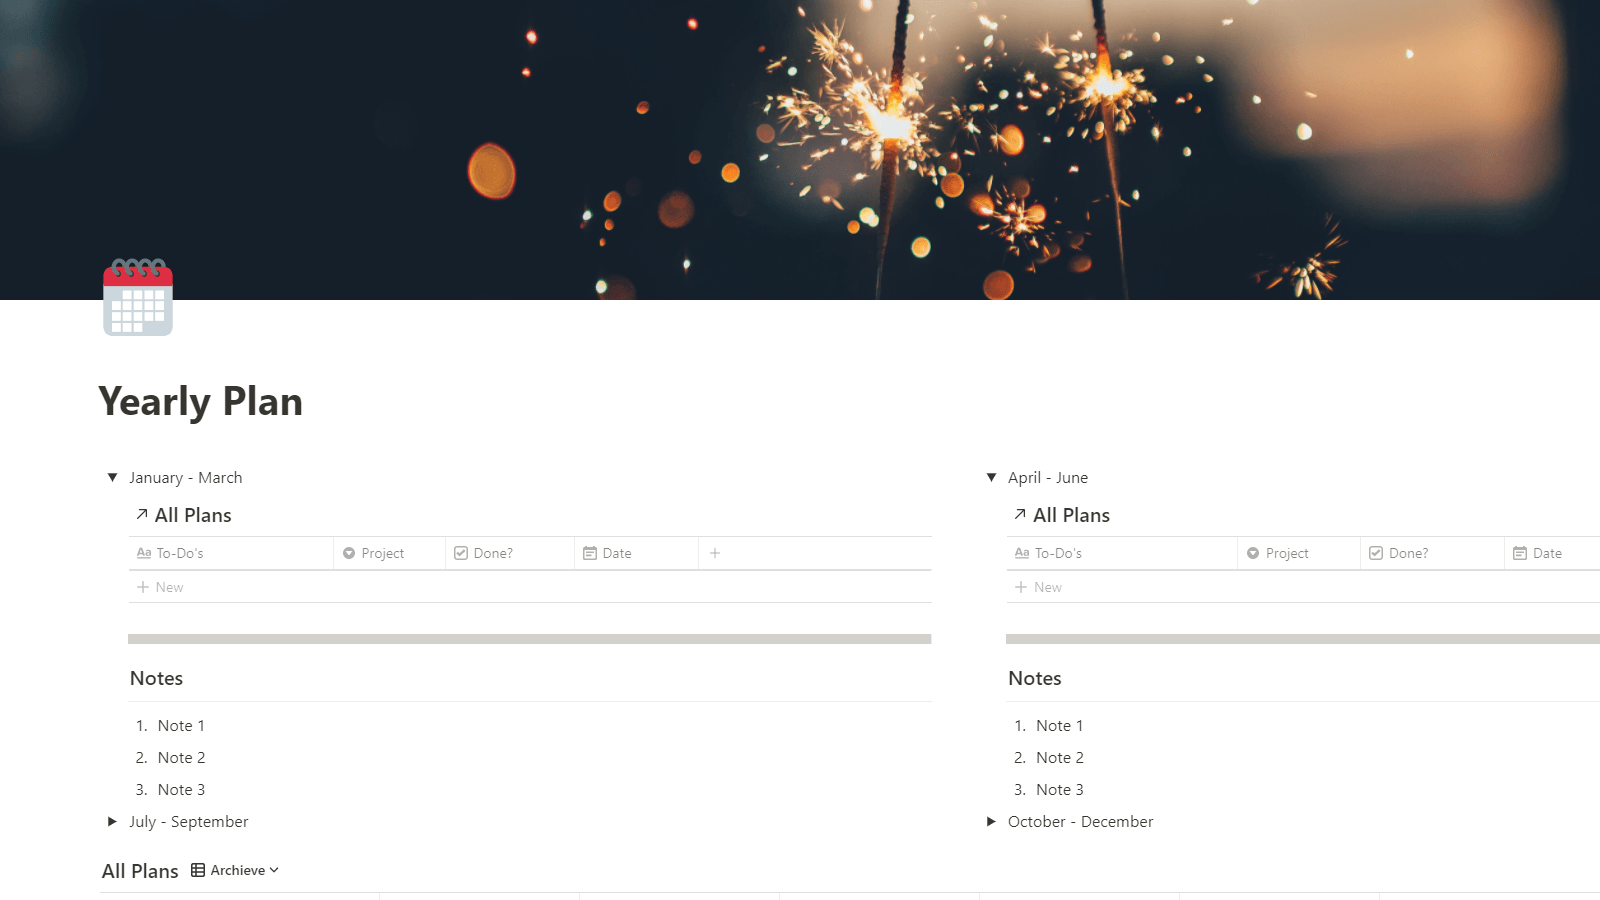 Yearly Plan
January - March
All Plans
Aa To-Do's Project Done? Date
New
Notes
1. Note 1
2. Note 2
3. Note 3
July - September
April - June
All Plans
Aa To-Do's Project Done? Date
New
Notes
1. Note 1
2. Note 2
3. Note 3
October - December
All Plans Archieve